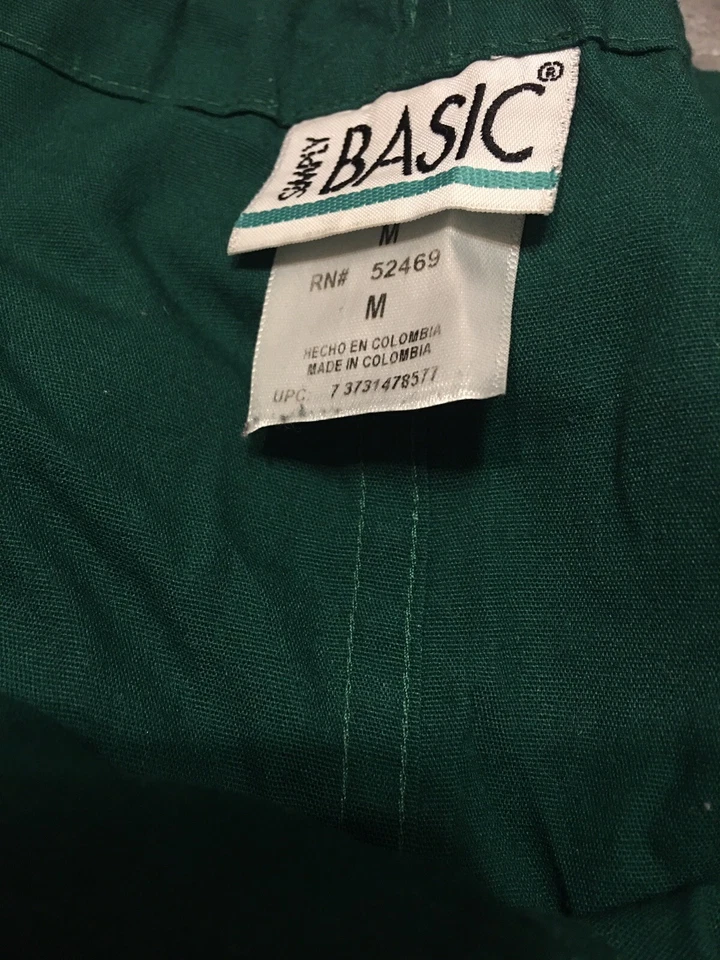 SIMPLY BASIC®
M
RN# 52469
M
HECHO EN COLOMBIA
MADE IN COLOMBIA
UPC: 7 3731478577